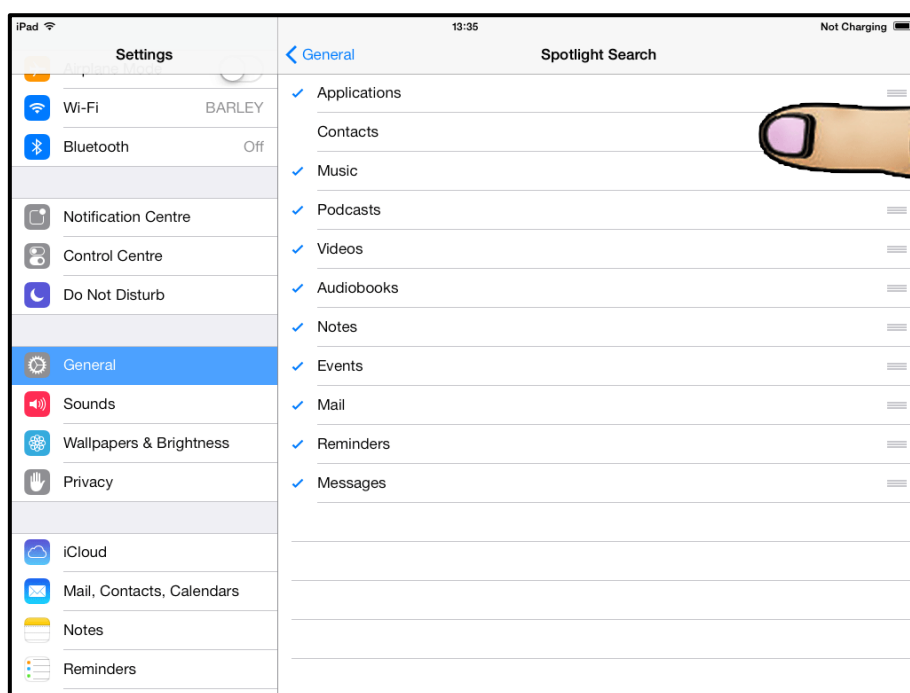 iPad 13:35 Not Charging
Settings
General Spotlight Search
Airplane Mode
Wi-Fi BARLEY
Bluetooth Off
Notification Centre
Control Centre
Do Not Disturb
General
Sounds
Wallpapers & Brightness
Privacy
iCloud
Mail, Contacts, Calendars
Notes
Reminders
Applications
Contacts
Music
Podcasts
Videos
Audiobooks
Notes
Events
Mail
Reminders
Messages